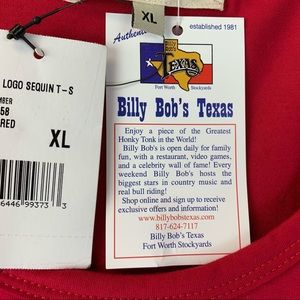 XL
LOGO SEQUIN T-S
MBER
58
RED
XL
6446 99373 3
Authentic
established 1981
TEXAS
Fort Worth Stockyards
Billy Bob's Texas
Enjoy a piece of the Greatest
Honky Tonk in the World!
Billy Bob's is open daily for family
fun, with a restaurant, video games,
and a celebrity wall of fame! Every
weekend Billy Bob's hosts the
biggest stars in country music and
real bull riding!
Shop online and sign up to receive
exclusive offers and information!
www.billybobstexas.com
817-624-7117
Billy Bob's Texas
Fort Worth Stockyards